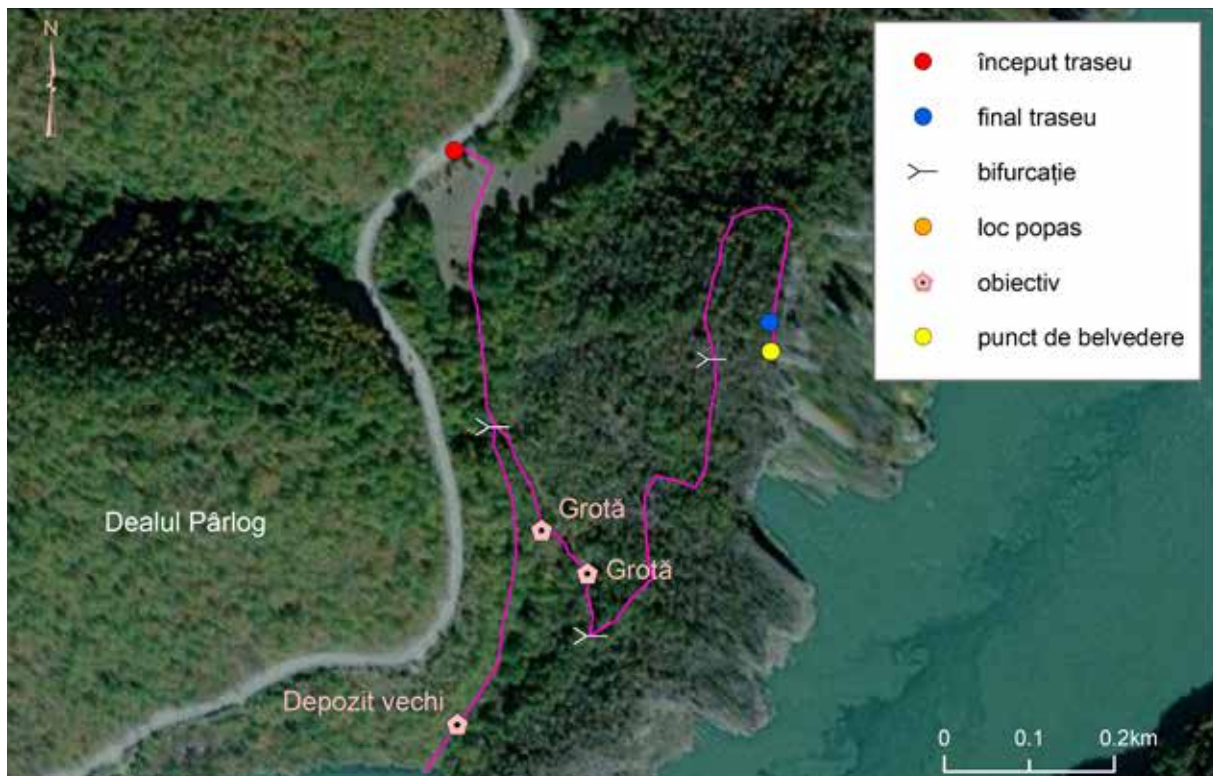 N
început traseu
final traseu
bifurcație
loc popas
obiectiv
punct de belvedere
Grotă
Grotă
Dealul Pârlog
Depozit vechi
0 0.1 0.2km